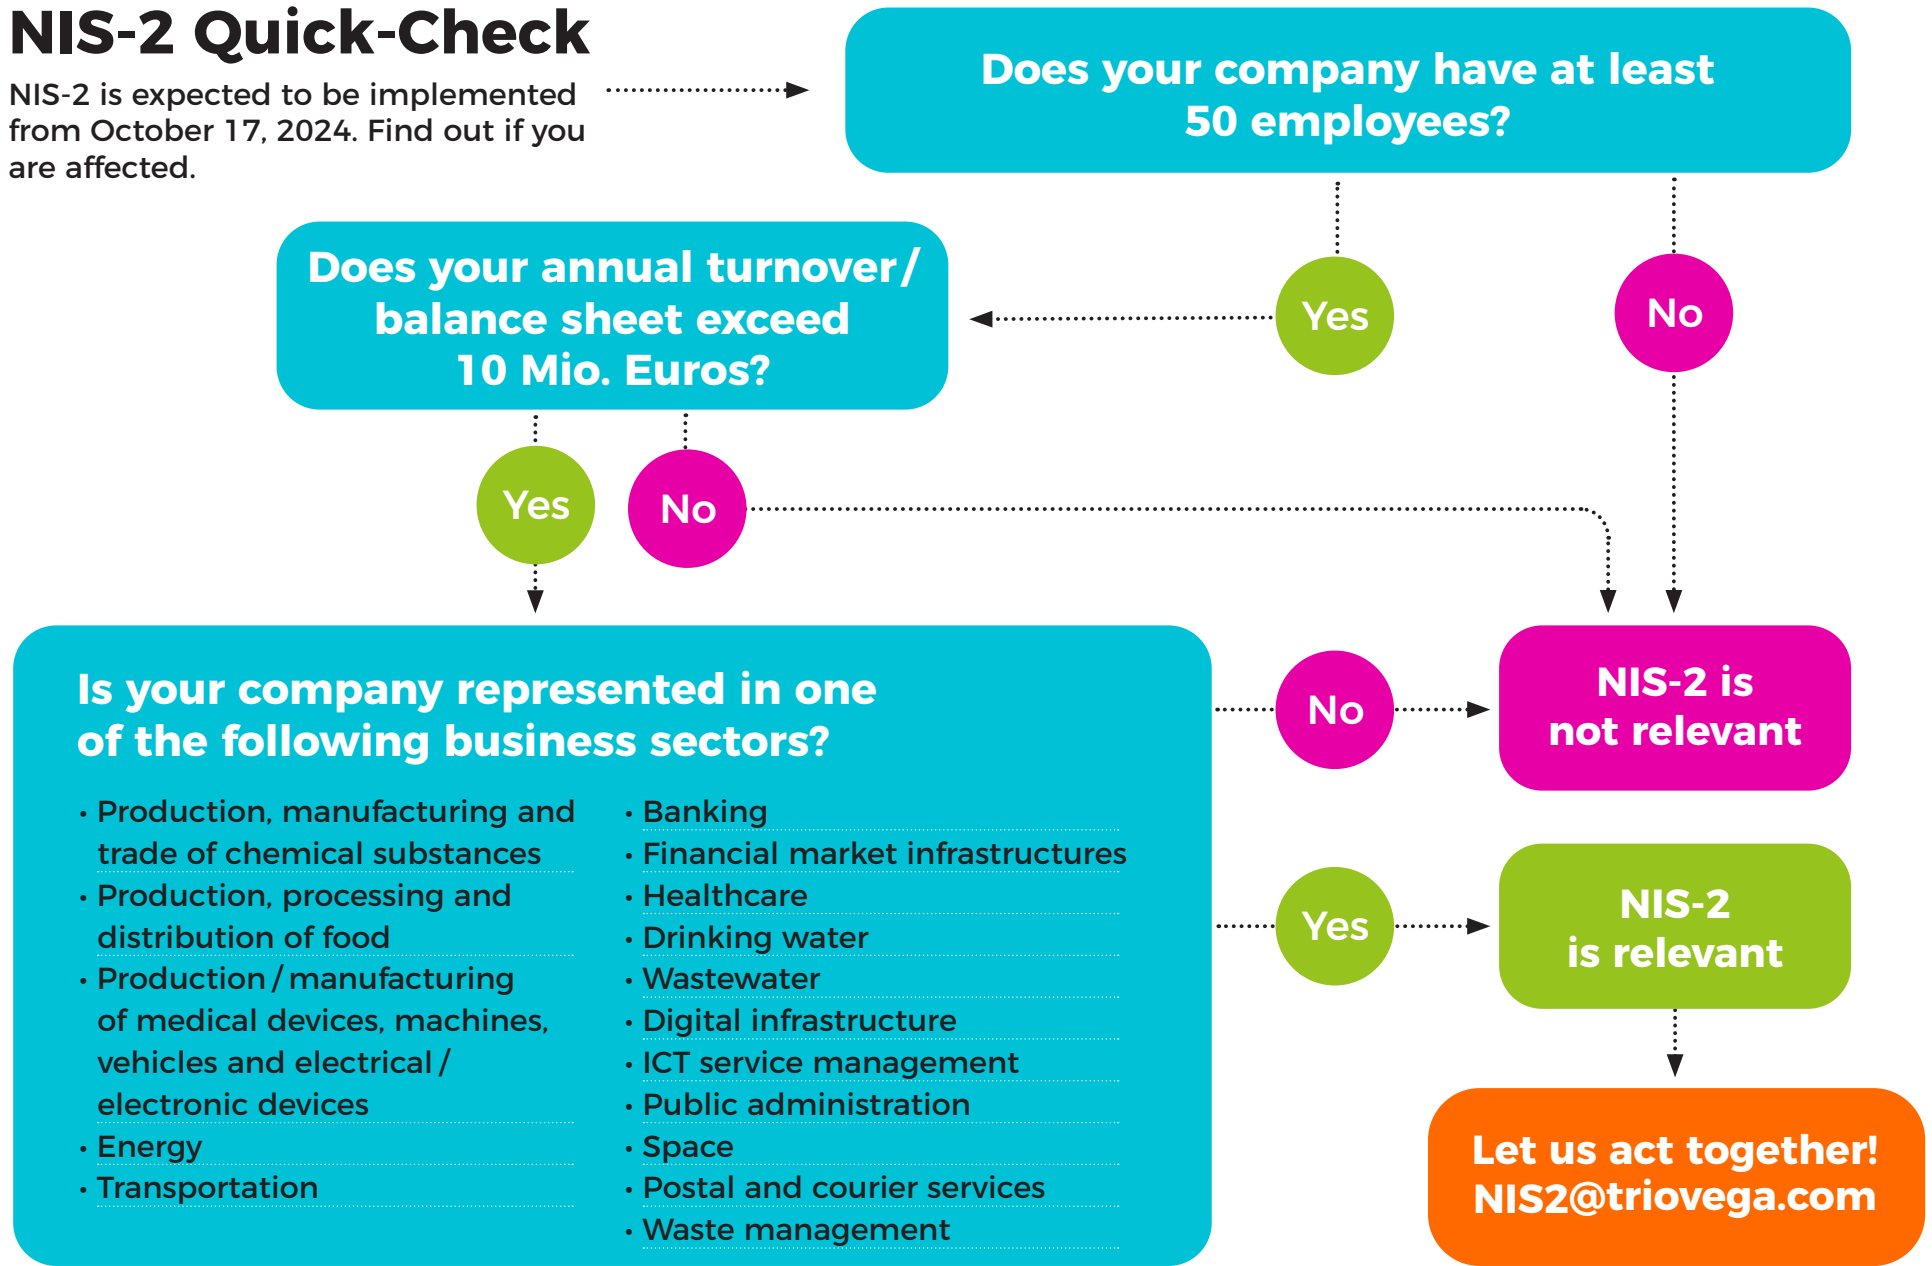 NIS-2 Quick-Check
NIS-2 is expected to be implemented
from October 17, 2024. Find out if you
are affected.
Does your company have at least
50 employees?
Yes
No
Does your annual turnover/
balance sheet exceed
10 Mio. Euros?
Yes
No
Is your company represented in one
of the following business sectors?
• Production, manufacturing and
trade of chemical substances
• Production, processing and
distribution of food
• Production/manufacturing
of medical devices, machines,
vehicles and electrical/
electronic devices
• Energy
• Transportation
• Banking
• Financial market infrastructures
• Healthcare
• Drinking water
• Wastewater
• Digital infrastructure
• ICT service management
• Public administration
• Space
• Postal and courier services
• Waste management
No
NIS-2 is
not relevant
Yes
NIS-2
is relevant
Let us act together!
NIS2@triovega.com